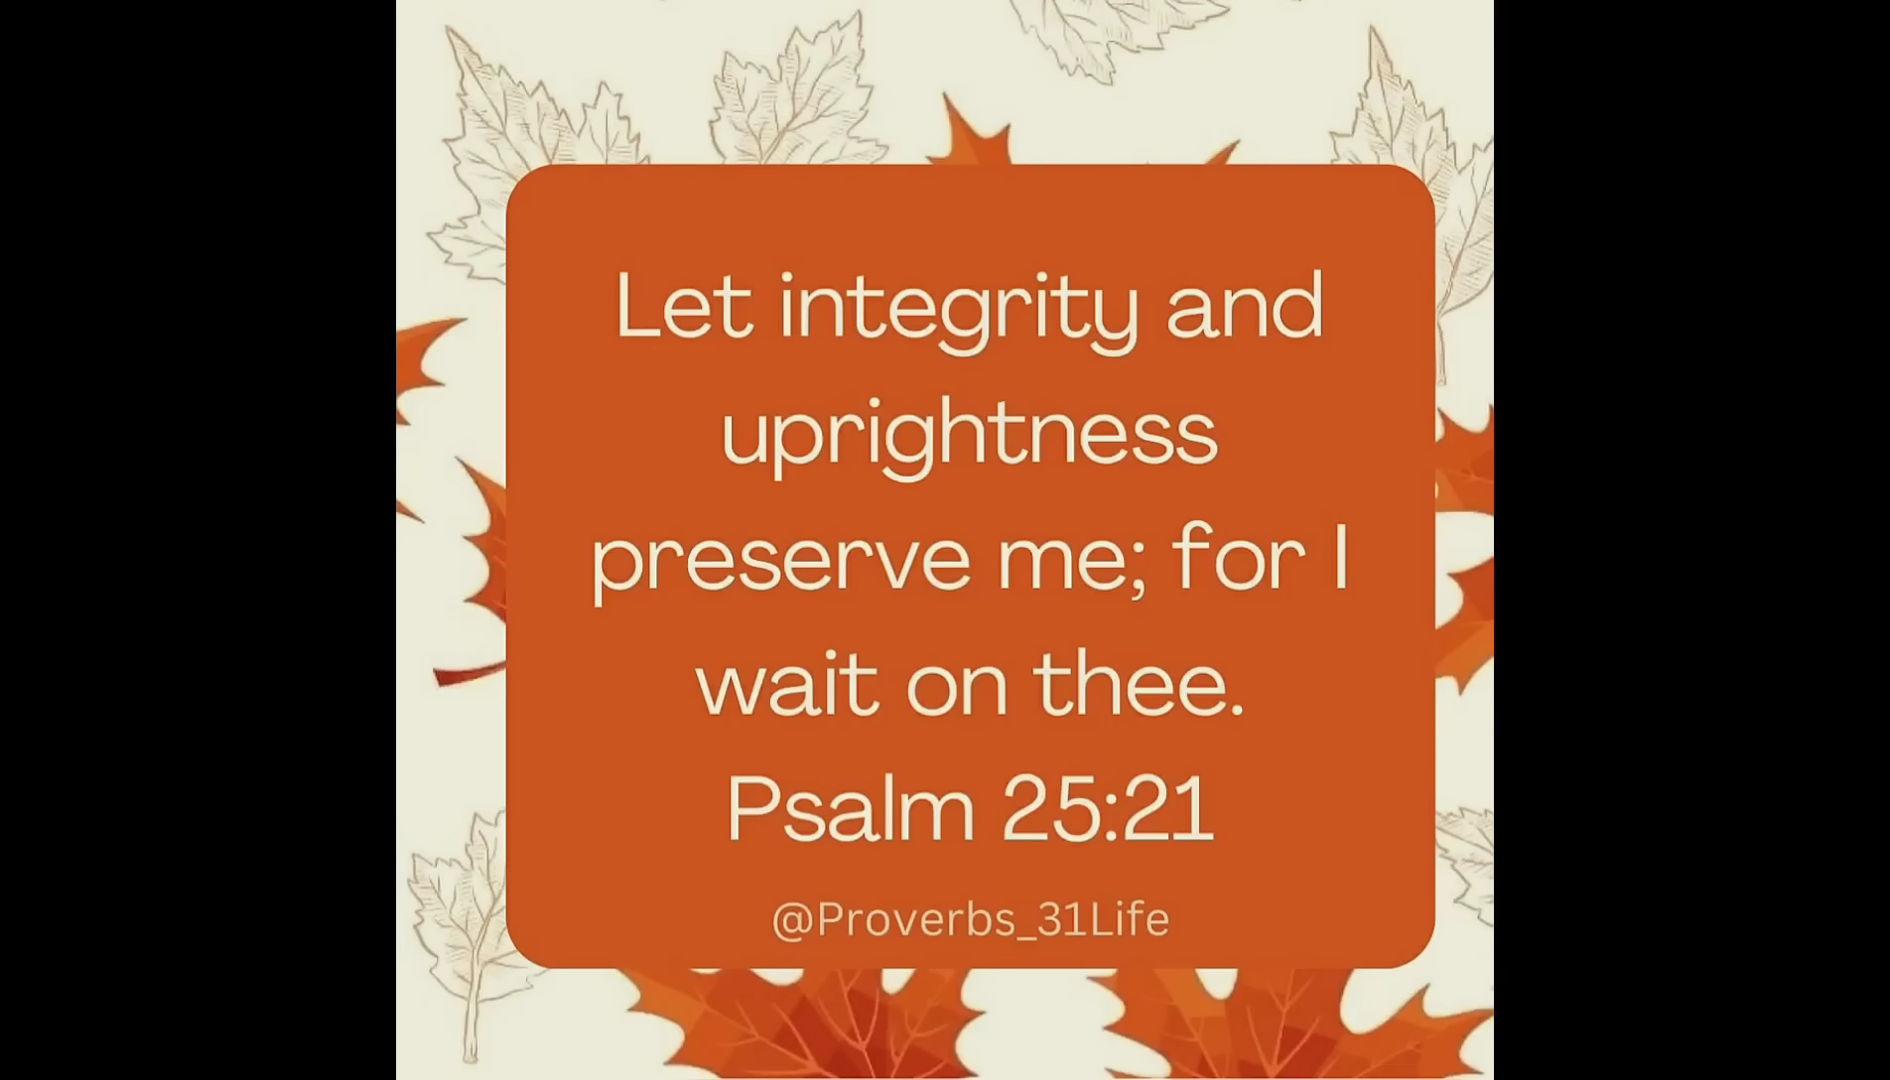 Let integrity and
uprightness
preserve me; for I
wait on thee.
Psalm 25:21
@Proverbs_31Life